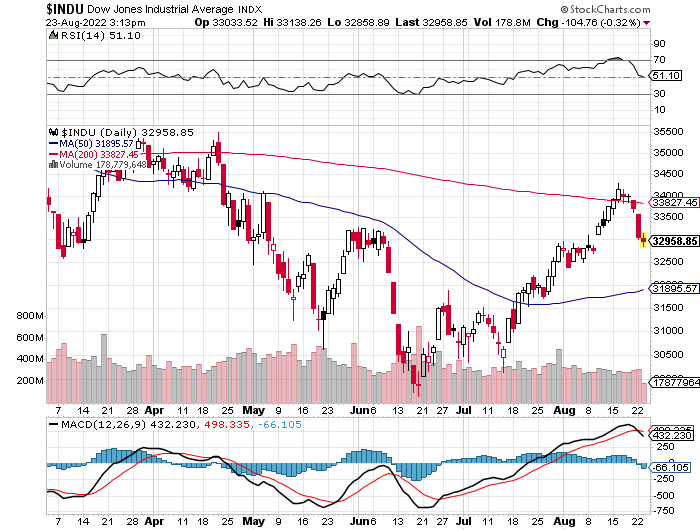 $INDU Dow Jones Industrial Average INDX
© StockCharts.com
23-Aug-2022 3:13pm Op 33033.52 Hi 33138.26 Lo 32858.89 Last 32958.85 Vol 178.8M Chg -104.76 (-0.32%)
RSI(14) 51.10
90
70
51.10
30
10
$INDU (Daily) 32958.85
MA(50) 31895.57
MA(200) 33827.45
Volume 178,779,648
35500
35000
34500
34000
33827.45
33500
32958.85
32500
31895.57
31500
31000
30500
17877964
800M
600M
400M
200M
7 14 21 Apr 11 18 25 May 9 16 23 Jun 6 13 21 27 Jul 11 18 25 Aug 8 15 22
MACD(12,26,9) 432.230, 498.335, -66.105
432.230
250
-66.105
-250
-500
7 14 21 Apr 11 18 25 May 9 16 23 Jun 6 13 21 27 Jul 11 18 25 Aug 8 15 22